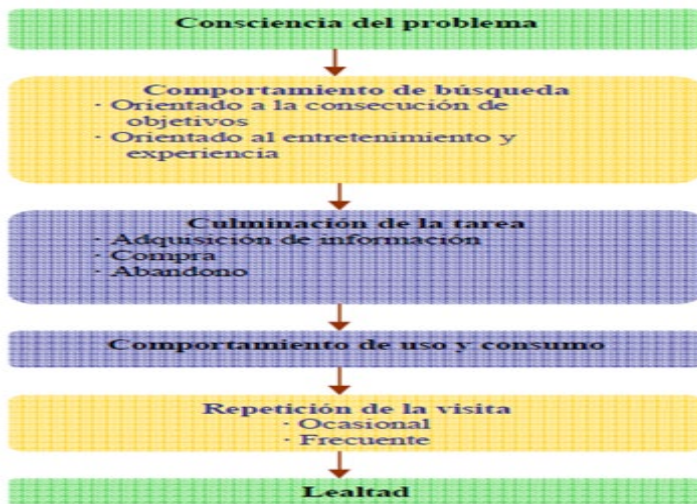 Consciencia del problema
Comportamiento de búsqueda
· Orientado a la consecución de
objetivos
· Orientado al entretenimiento y
experiencia
Culminación de la tarea
· Adquisición de información
· Compra
· Abandono
Comportamiento de uso y consumo
Repetición de la visita
· Ocasional
· Frecuente
Lealtad